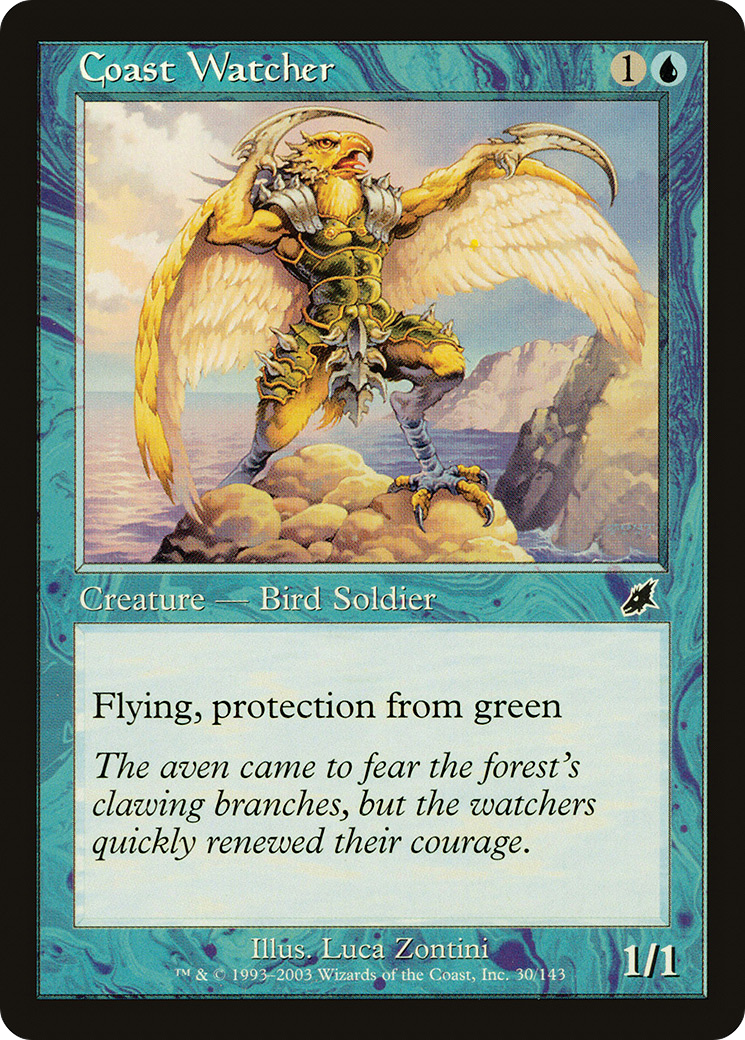 Coast Watcher 1
Creature — Bird Soldier
Flying, protection from green
The aven came to fear the forest's
clawing branches, but the watchers
quickly renewed their courage.
Illus. Luca Zontini
™ & © 1993–2003 Wizards of the Coast, Inc. 30/143
1/1